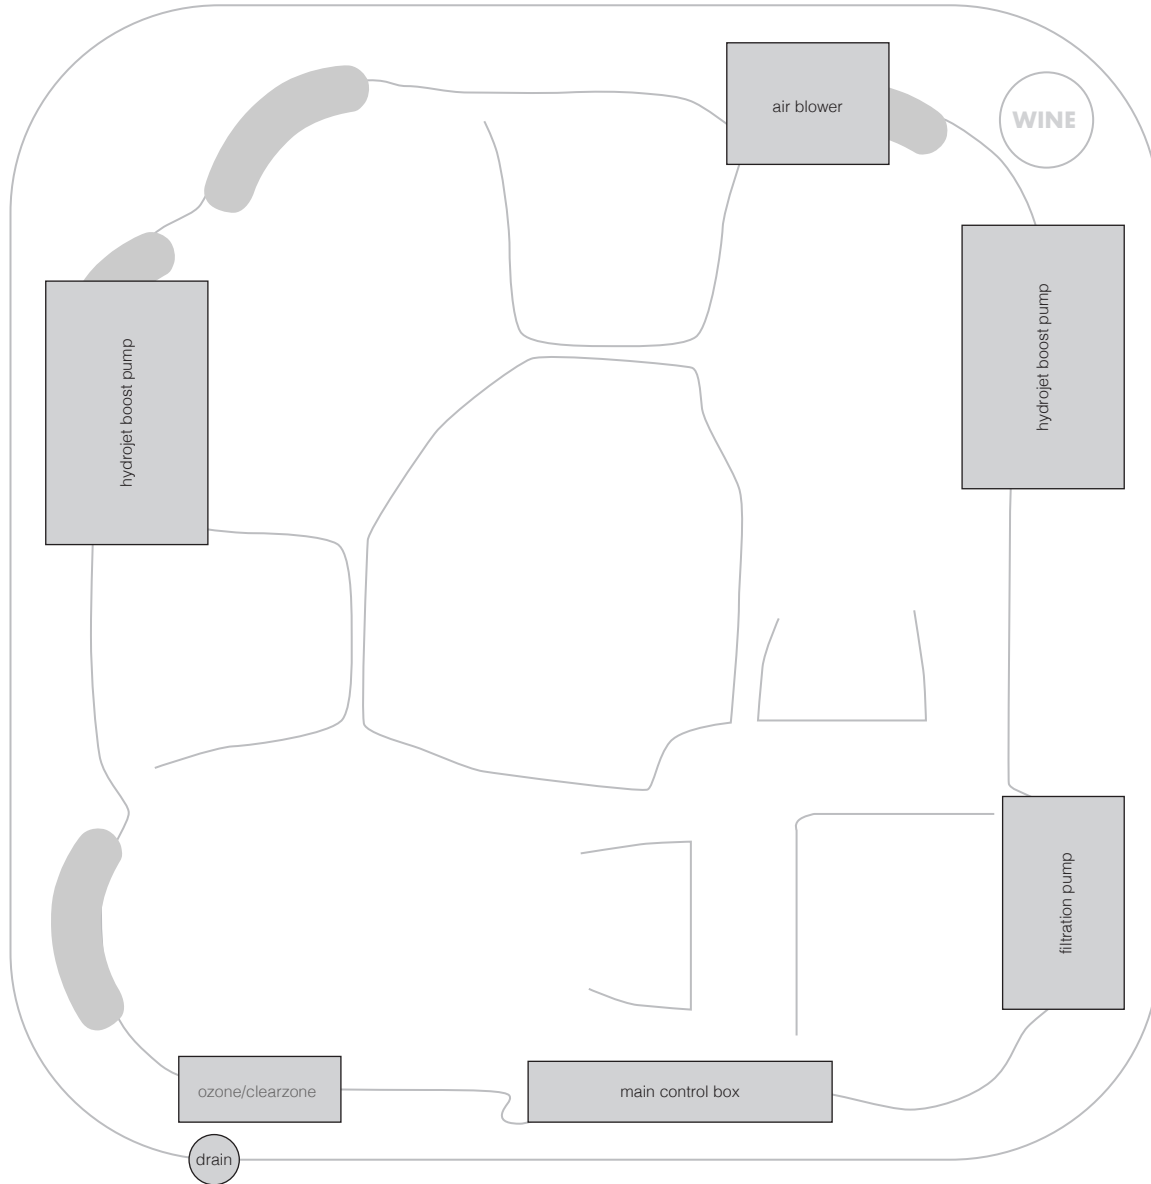 air blower
WINE
hydrojet boost pump
hydrojet boost pump
filtration pump
ozone/clearzone
main control box
drain